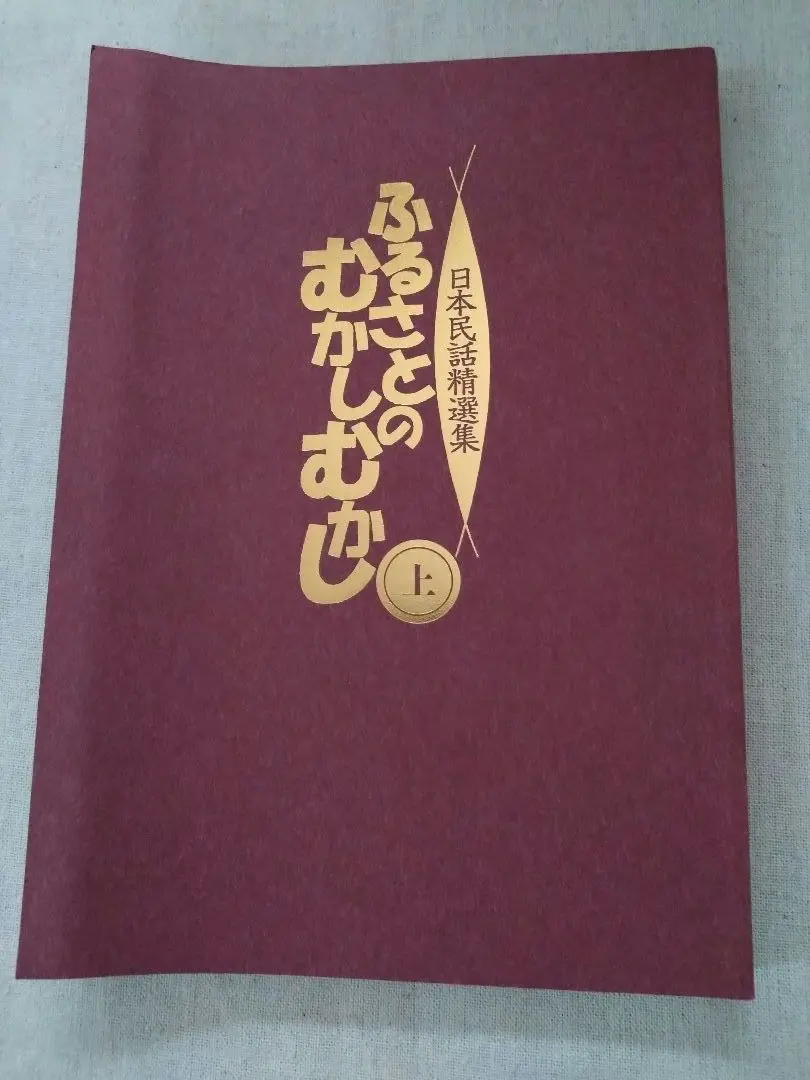 日本民話精選集
ふるさとの
むかしむかし
上